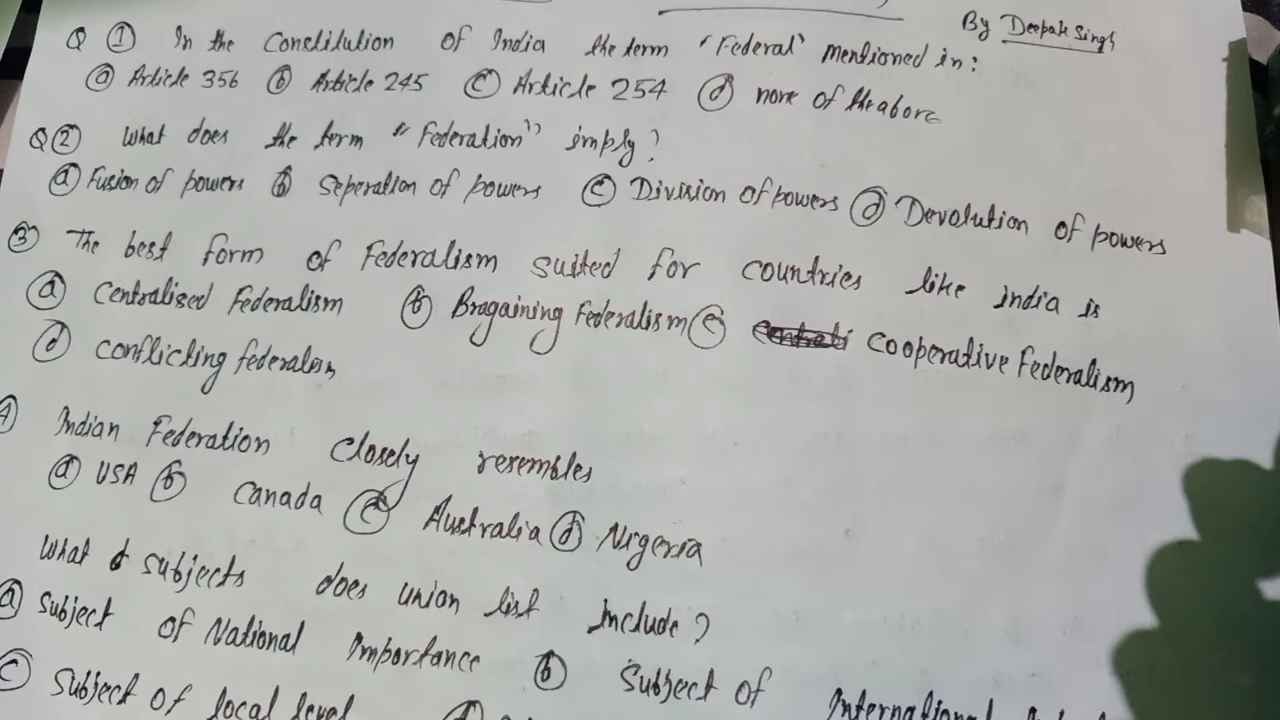 By Deepak Singh
Q ① In the Constitution of India the term "Federal" mentioned in:
ⓐ Article 356 ⓑ Article 245 ⓒ Article 254 ⓓ none of the above
Q② What does the term "Federation" imply?
ⓐ Fusion of powers ⓑ Seperation of powers ⓒ Division of powers ⓓ Devolution of powers
③ The best form of Federalism suited for countries like india is
ⓐ Centralised Federalism ⓑ Bragaining Federalism ⓒ Cooperative Federalism
ⓓ conflicting federalism
Indian Federation Closely resembles
ⓐ USA ⓑ Canada ⓒ Australia ⓓ Nigeria
What subjects does union list include?
ⓐ Subject of National Importance ⓑ Subject of International
ⓒ Subject of local level